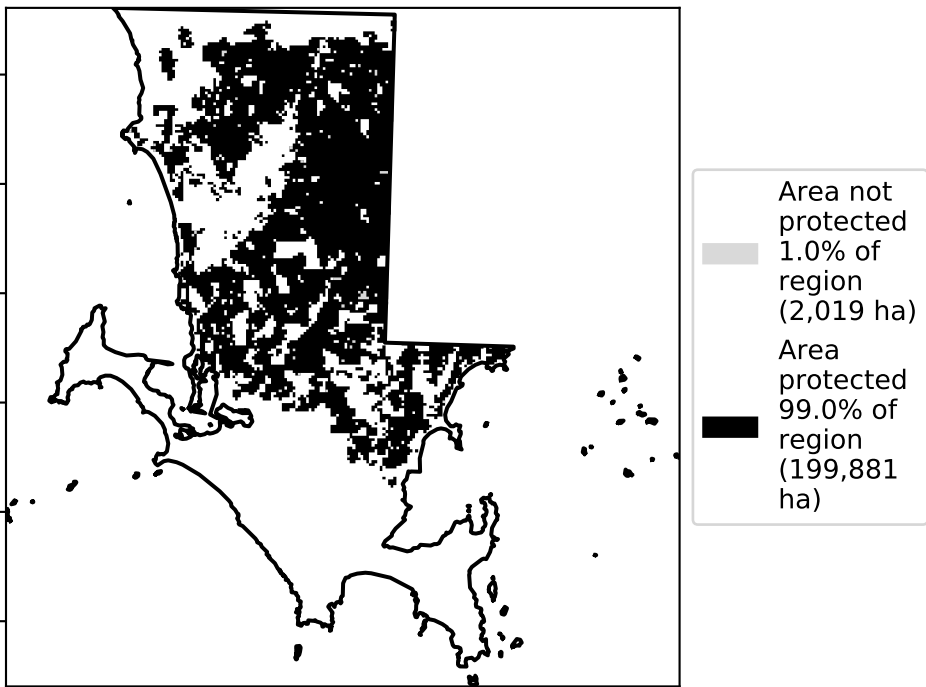 Area not
protected
1.0% of
region
(2,019 ha)
Area
protected
99.0% of
region
(199,881
ha)